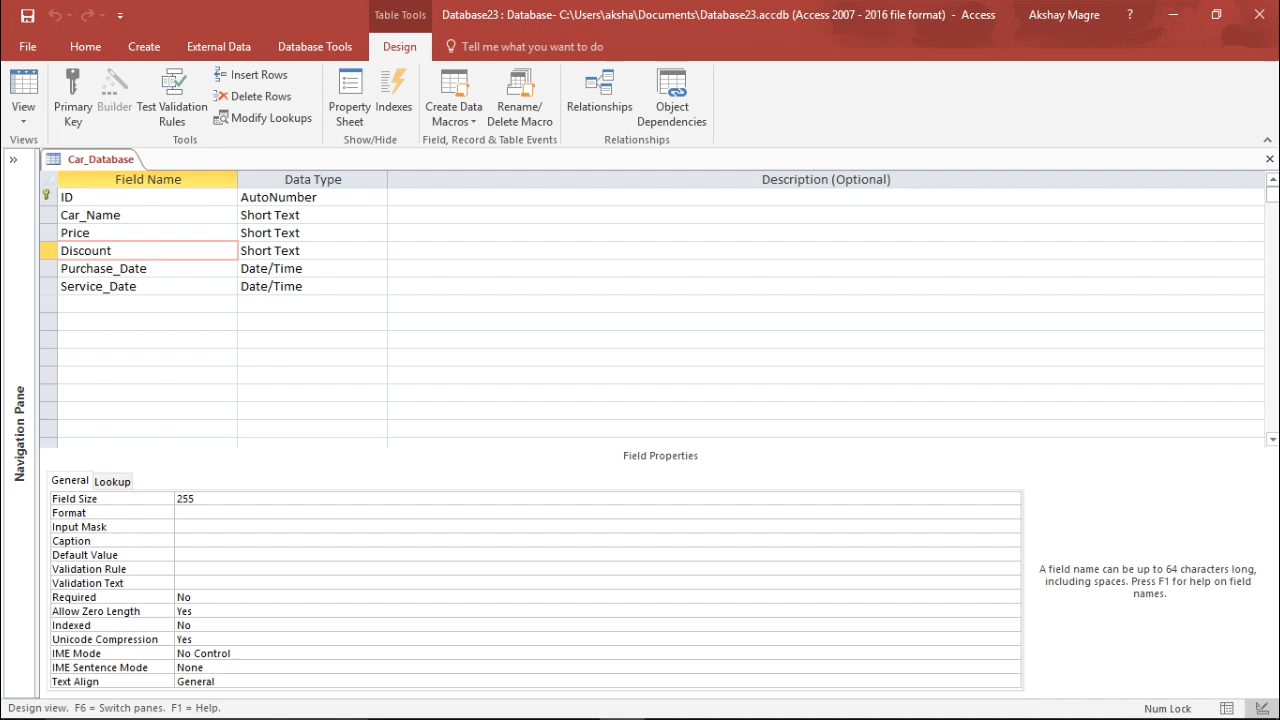 Table Tools
Database23 : Database- C:\Users\aksha\Documents\Database23.accdb (Access 2007 - 2016 file format) - Access
Akshay Magre
?
File
Home
Create
External Data
Database Tools
Design
Tell me what you want to do
View
Primary Key
Builder
Test Validation Rules
Insert Rows
Delete Rows
Modify Lookups
Property Sheet
Indexes
Create Data Macros
Rename/ Delete Macro
Relationships
Object Dependencies
Views
Tools
Show/Hide
Field, Record & Table Events
Relationships
Car_Database
Field Name Data Type Description (Optional)
ID AutoNumber
Car_Name Short Text
Price Short Text
Discount Short Text
Purchase_Date Date/Time
Service_Date Date/Time
Navigation Pane
Field Properties
General Lookup
Field Size 255
Format
Input Mask
Caption
Default Value
Validation Rule
Validation Text
Required No
Allow Zero Length Yes
Indexed No
Unicode Compression Yes
IME Mode No Control
IME Sentence Mode None
Text Align General
A field name can be up to 64 characters long,
including spaces. Press F1 for help on field
names.
Design view. F6 = Switch panes. F1 = Help.
Num Lock